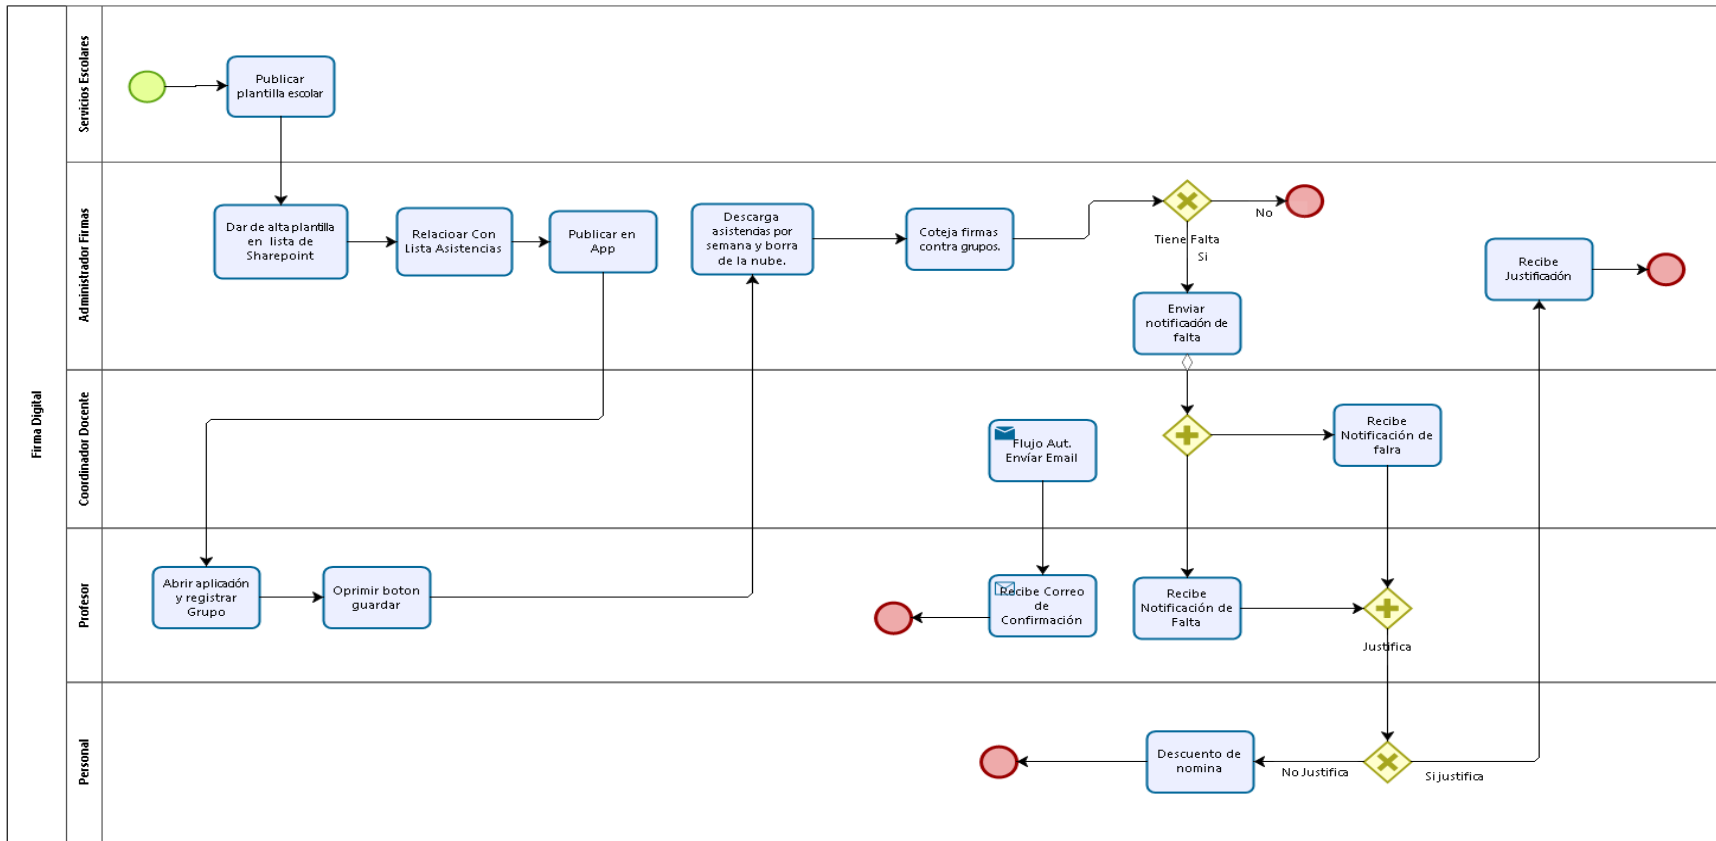 Firma Digital
Servicios Escolares
Publicar
plantilla escolar
Administrador Firmas
Dar de alta plantilla
en lista de
Sharepoint
Relacioar Con
Lista Asistencias
Publicar en
App
Descarga
asistencias por
semana y borra
de la nube.
Coteja firmas
contra grupos.
No
Tiene Falta
Si
Enviar
notificación de
falta
Recibe
Justificación
Coordinador Docente
Flujo Aut.
Envíar Email
Recibe
Notificación de
falra
Profesor
Abrir aplicación
y registrar
Grupo
Oprimir boton
guardar
Recibe Correo
de
Confirmación
Recibe
Notificación de
Falta
Justifica
Personal
Descuento de
nomina
No Justifica
Si justifica